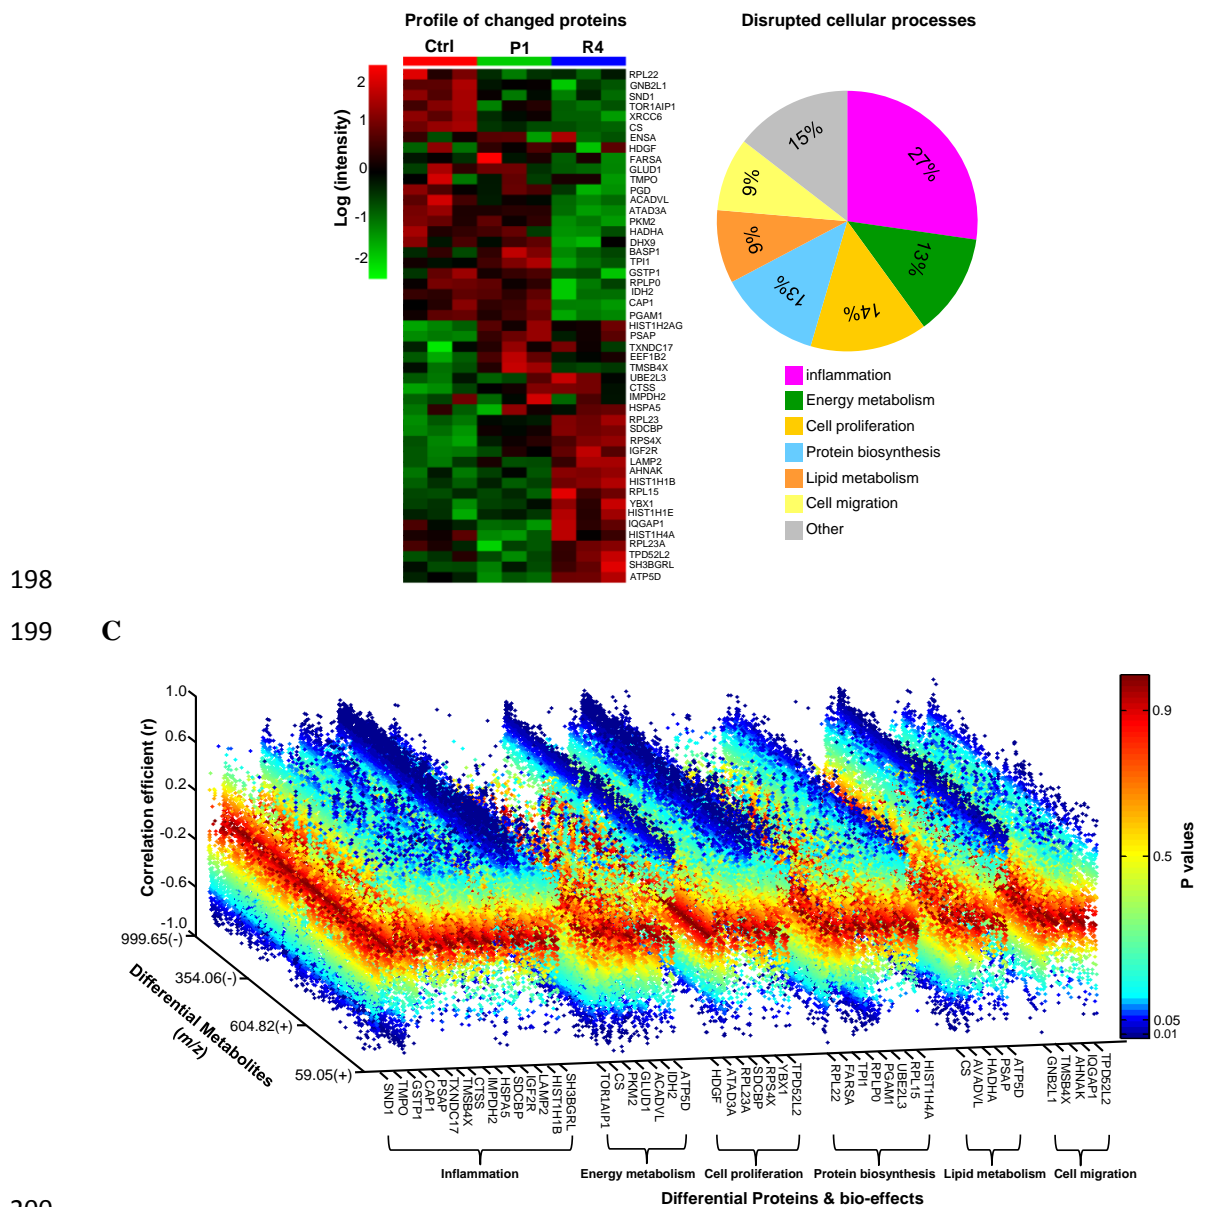 Profile of changed proteins
Disrupted cellular processes
Ctrl P1 R4
Log (intensity)
2
1
0
-1
-2
RPL22
GNB2L1
SND1
TOR1AIP1
XRCC6
CS
ENSA
HDGF
FARSA
GLUD1
TMPO
PGD
ACADVL
ATAD3A
PKM2
HADHA
DHX9
BASP1
TPI1
GSTP1
RPLP0
IDH2
CAP1
PGAM1
HIST1H2AG
PSAP
TXNDC17
EEF1B2
TMSB4X
UBE2L3
CTSS
IMPDH2
HSPA5
RPL23
SDCBP
RPS4X
IGF2R
LAMP2
AHNAK
HIST1H1B
RPL15
YBX1
HIST1H1E
IQGAP1
HIST1H4A
RPL23A
TPD52L2
SH3BGRL
ATP5D
27%
13%
14%
13%
9%
9%
15%
inflammation
Energy metabolism
Cell proliferation
Protein biosynthesis
Lipid metabolism
Cell migration
Other
198
199 C
Correlation efficient (r)
1.0
0.6
0.2
-0.2
-0.6
-1.0
999.65(-)
354.06(-)
604.82(+)
59.05(+)
Differential Metabolites
(m/z)
0.9
0.5
0.05
0.01
P values
SND1
TMPO
GSTP1
CAP1
PSAP
TXNDC17
TMSB4X
CTSS
IMPDH2
HSPA5
SDCBP
IGF2R
LAMP2
HIST1H1B
SH3BGRL
TOR1AIP1
CS
PKM2
GLUD1
ACADVL
IDH2
ATP5D
HDGF
ATAD3A
RPL23A
SDCBP
RPS4X
YBX1
TPD52L2
RPL22
FARSA
TPI1
RPLP0
PGAM1
UBE2L3
RPL15
HIST1H4A
CS
AVADVL
HADHA
PSAP
ATP5D
GNB2L1
TMSB4X
AHNAK
IQGAP1
TPD52L2
Inflammation
Energy metabolism
Cell proliferation
Protein biosynthesis
Lipid metabolism
Cell migration
Differential Proteins & bio-effects